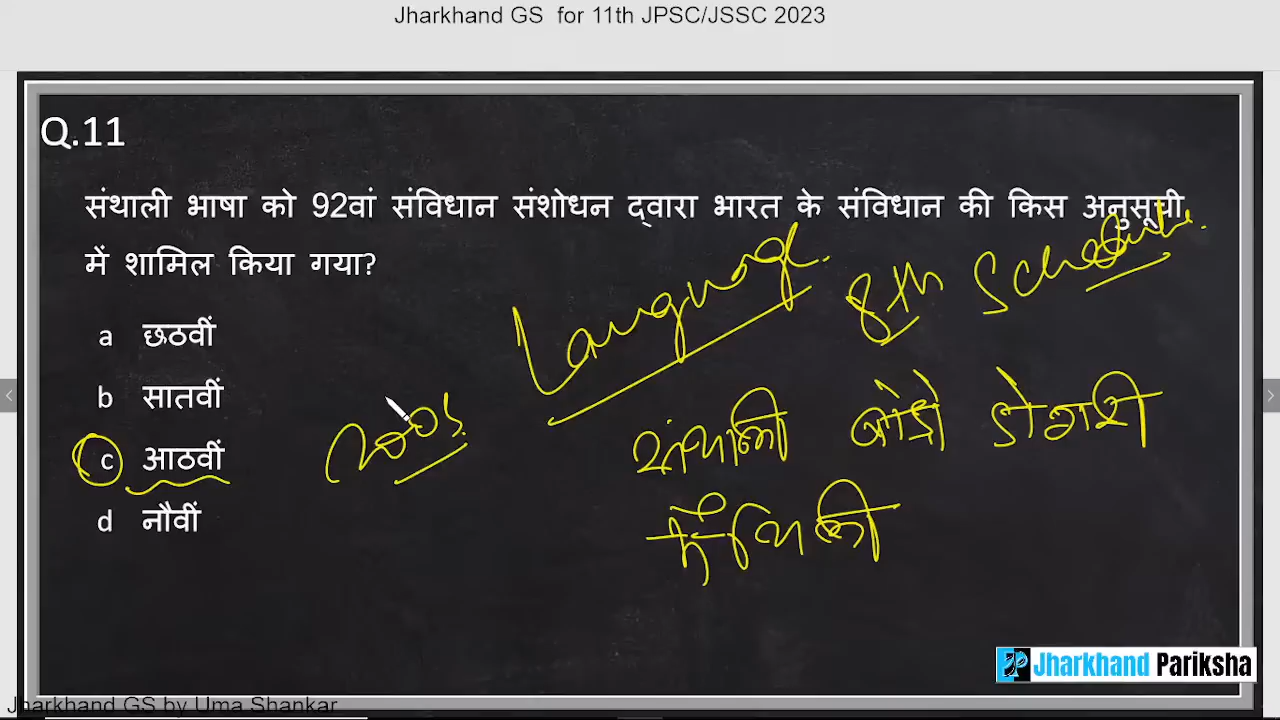 Jharkhand GS for 11th JPSC/JSSC 2023
Q.11
संथाली भाषा को 92वां संविधान संशोधन द्वारा भारत के संविधान की किस अनुसूची
में शामिल किया गया?
a छठवीं
b सातवीं
c आठवीं
d नौवीं
Language 8th Schedule
संथाली बोडो डोगरी
मैथिली
Jharkhand Pariksha
Jharkhand GS by Uma Shankar